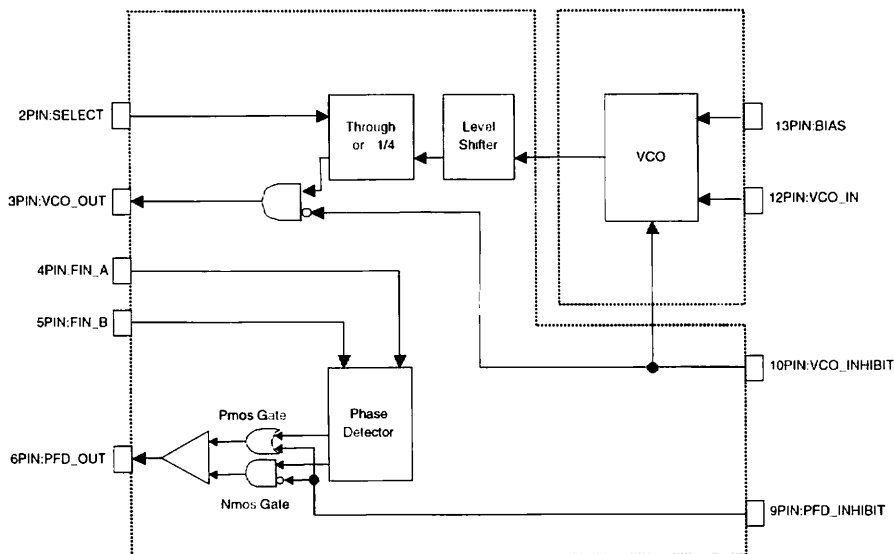 2PIN:SELECT
Through
or 1/4
Level
Shifter
VCO
13PIN:BIAS
3PIN:VCO_OUT
12PIN:VCO_IN
4PIN:FIN_A
5PIN:FIN_B
10PIN:VCO_INHIBIT
Pmos Gate
Phase
Detector
6PIN:PFD_OUT
Nmos Gate
9PIN:PFD_INHIBIT